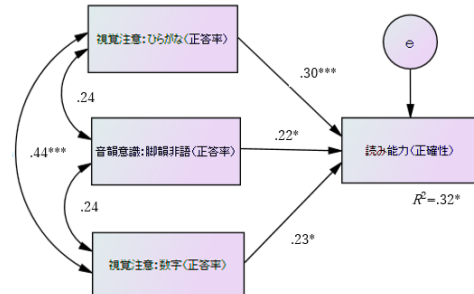 視覚注意:ひらがな(正答率)
e
.30***
.24
.22*
.44***
音韻意識:脚韻非語(正答率)
読み能力(正確性)
R²=.32*
.24
.23*
視覚注意:数字(正答率)